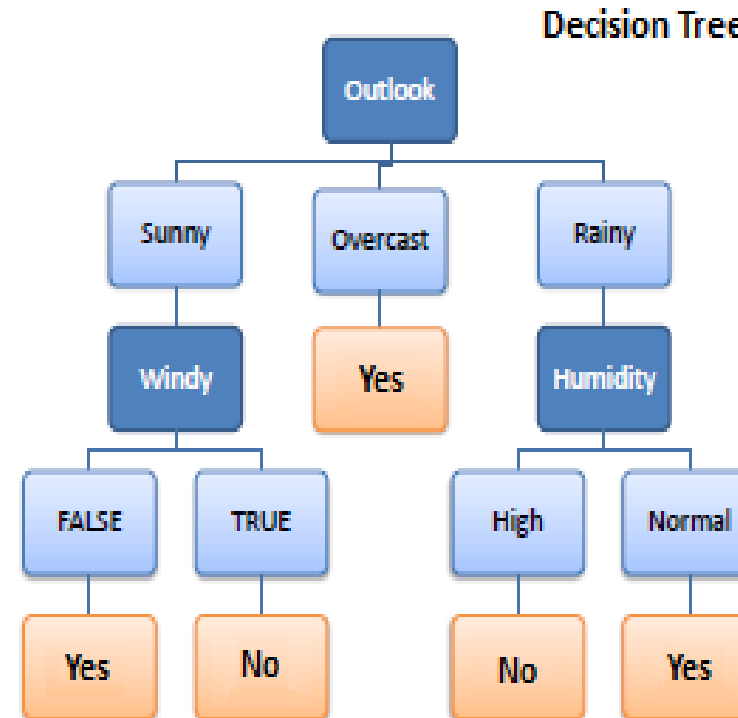 Decision Tree
Outlook
Sunny
Overcast
Rainy
Windy
Yes
Humidity
FALSE
TRUE
High
Normal
Yes
No
No
Yes